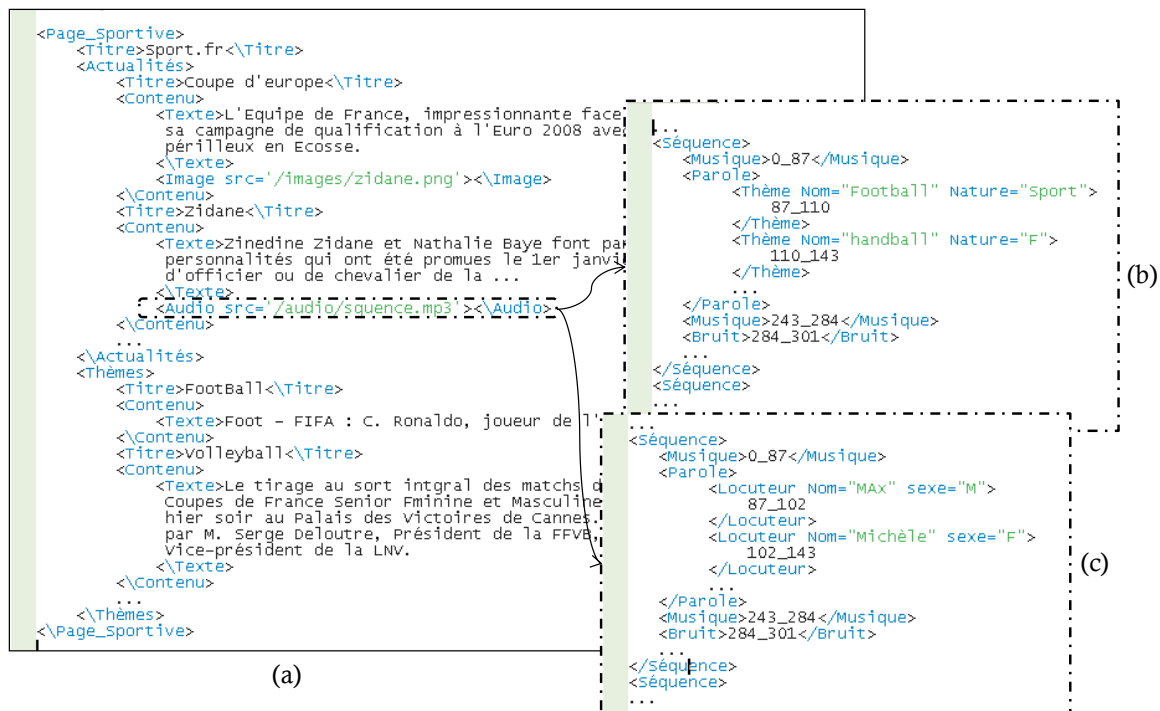 <Page_Sportive>
<Titre>Sport.fr<\Titre>
<Actualités>
<Titre>Coupe d'europe<\Titre>
<Contenu>
<Texte>L'Equipe de France, impressionnante face
sa campagne de qualification à l'Euro 2008 ave
périlleux en Ecosse.
<\Texte>
<Image src='/images/zidane.png'><\Image>
<\Contenu>
<Titre>Zidane<\Titre>
<Contenu>
<Texte>Zinedine Zidane et Nathalie Baye font pa
personnalités qui ont été promues le 1er janvi
d'officier ou de chevalier de la ...
<\Texte>
<Audio src='/audio/squence.mp3'><\Audio>
<\Contenu>
...
<\Actualités>
<Thèmes>
<Titre>FootBall<\Titre>
<Contenu>
<Texte>Foot - FIFA : C. Ronaldo, joueur de l'
<\Contenu>
<Titre>Volleyball<\Titre>
<Contenu>
<Texte>Le tirage au sort intgral des matchs d
Coupes de France Senior Fminine et Masculine
hier soir au Palais des Victoires de Cannes.
par M. Serge Deloutre, Président de la FFVB,
Vice-président de la LNV.
<\Texte>
<\Contenu>
...
<\Thèmes>
<\Page_Sportive>
(a)
...
<Séquence>
<Musique>0_87</Musique>
<Parole>
<Thème Nom="Football" Nature="Sport">
87_110
</Thème>
<Thème Nom="handball" Nature="F">
110_143
</Thème>
...
</Parole>
<Musique>243_284</Musique>
<Bruit>284_301</Bruit>
...
</Séquence>
<Séquence>
...
(b)
...
<Séquence>
<Musique>0_87</Musique>
<Parole>
<Locuteur Nom="MAx" sexe="M">
87_102
</Locuteur>
<Locuteur Nom="Michèle" sexe="F">
102_143
</Locuteur>
...
</Parole>
<Musique>243_284</Musique>
<Bruit>284_301</Bruit>
...
</Séquence>
<Séquence>
...
(c)